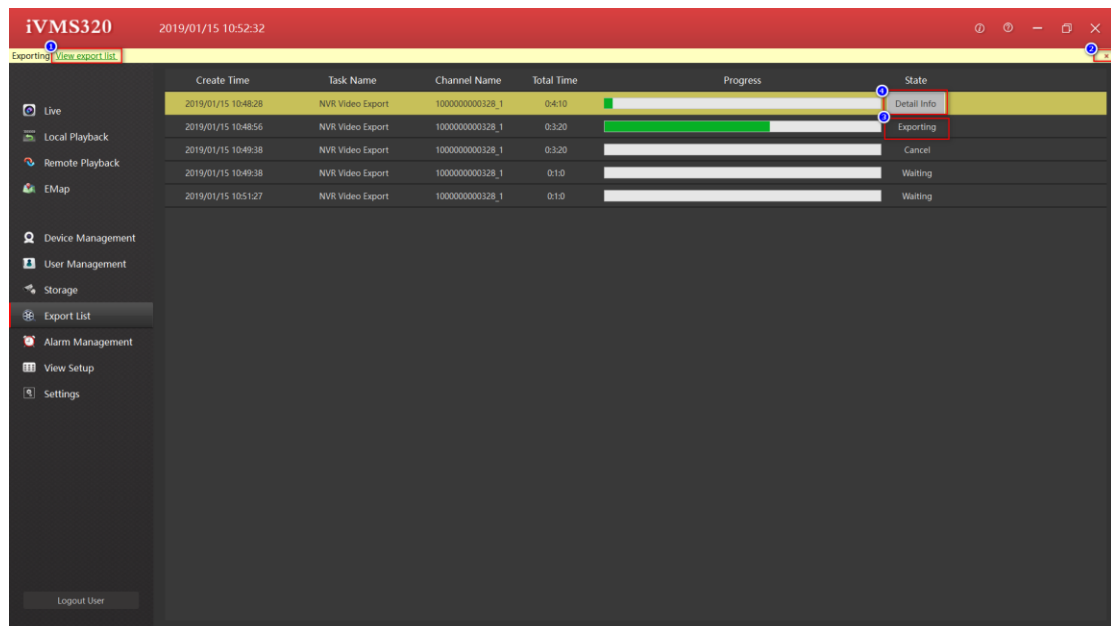 iVMS320 2019/01/15 10:52:32
1 2
Exporting! View export list
Create Time Task Name Channel Name Total Time Progress State
4
2019/01/15 10:48:28 NVR Video Export 1000000000328_1 0:4:10 Detail Info
3
2019/01/15 10:48:56 NVR Video Export 1000000000328_1 0:3:20 Exporting
2019/01/15 10:49:38 NVR Video Export 1000000000328_1 0:3:20 Cancel
2019/01/15 10:49:38 NVR Video Export 1000000000328_1 0:1:0 Waiting
2019/01/15 10:51:27 NVR Video Export 1000000000328_1 0:1:0 Waiting
Live
Local Playback
Remote Playback
EMap
Device Management
User Management
Storage
Export List
Alarm Management
View Setup
Settings
Logout User